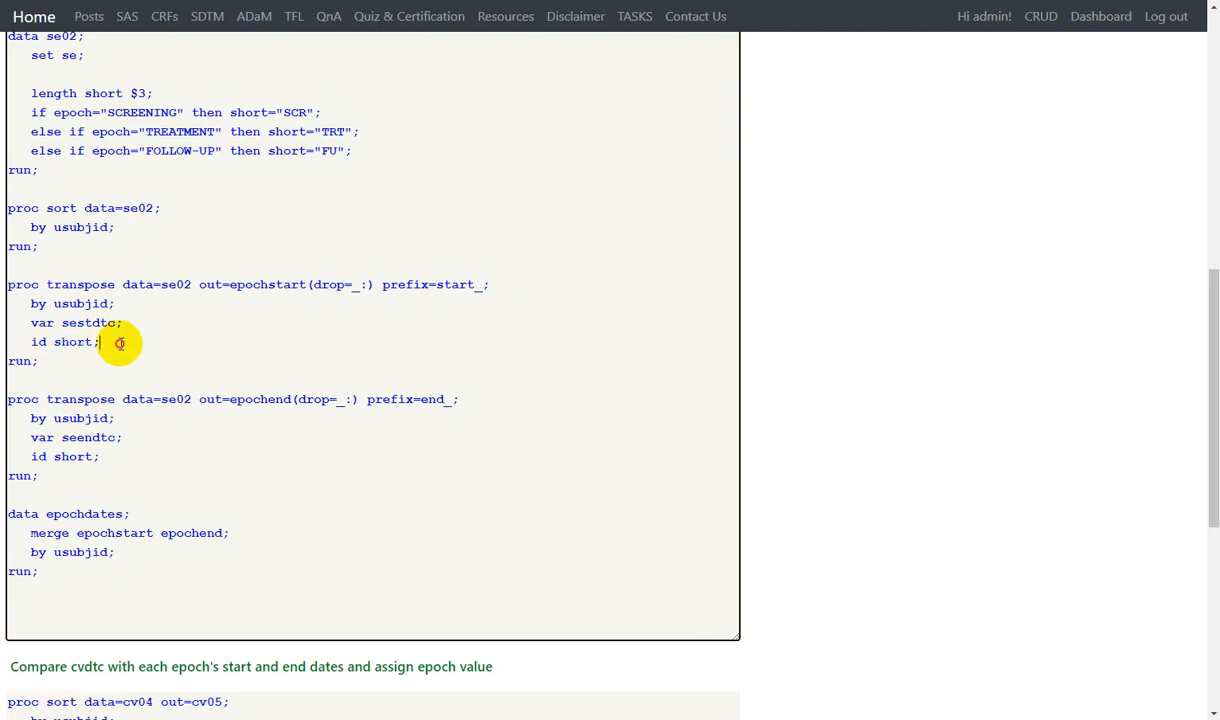 Home Posts SAS CRFs SDTM ADaM TFL QnA Quiz & Certification Resources Disclaimer TASKS Contact Us Hi admin! CRUD Dashboard Log out
data se02;
set se;
length short $3;
if epoch="SCREENING" then short="SCR";
else if epoch="TREATMENT" then short="TRT";
else if epoch="FOLLOW-UP" then short="FU";
run;
proc sort data=se02;
by usubjid;
run;
proc transpose data=se02 out=epochstart(drop=_:) prefix=start_;
by usubjid;
var sestdtc;
id short;
run;
proc transpose data=se02 out=epochend(drop=_:) prefix=end_;
by usubjid;
var seendtc;
id short;
run;
data epochdates;
merge epochstart epochend;
by usubjid;
run;
Compare cvdtc with each epoch's start and end dates and assign epoch value
proc sort data=cv04 out=cv05;
by usubjid;